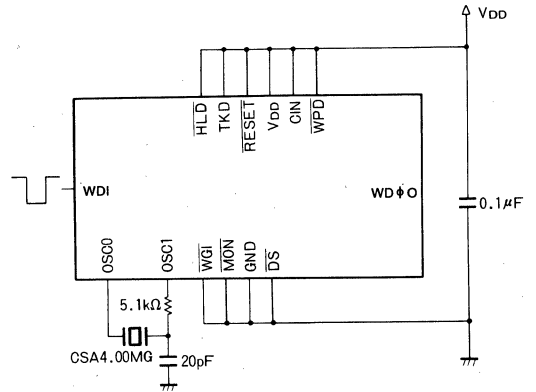 VDD
HLD
TKD
RESET
VDD
CIN
WPD
WDI
WDϕO
0.1μF
OSC0
OSC1
WGI
MON
GND
DS
5.1kΩ
CSA4.00MG
20pF